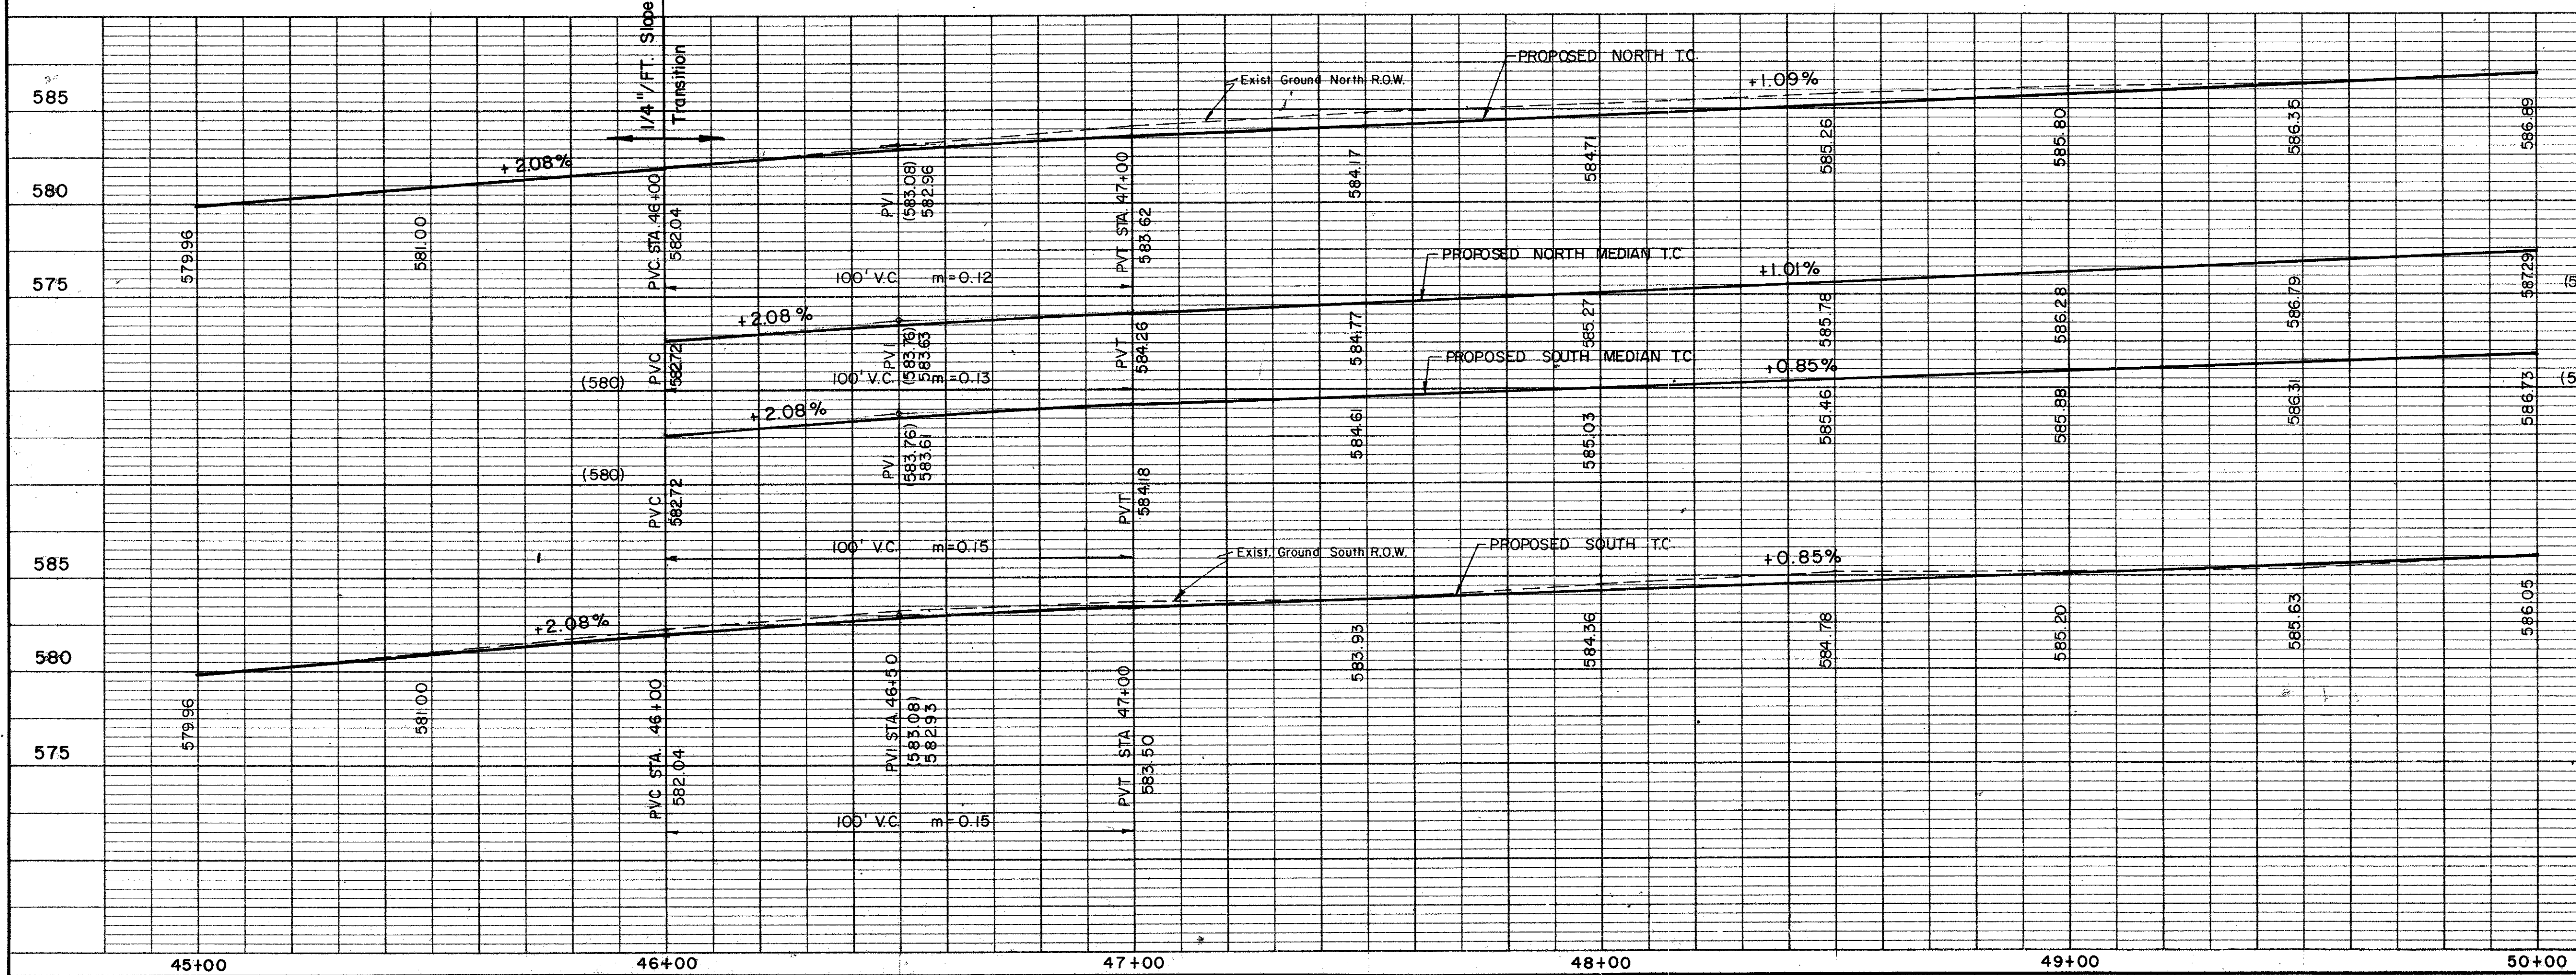 1/4"/FT. Slope
Transition
585
580
575
+2.08%
579.96
581.00
PVC. STA. 46+00
582.04
PVI
(583.08)
582.96
PVT STA. 47+00
583.62
100' V.C. m=0.12
Exist. Ground North R.O.W.
PROPOSED NORTH T.C.
+1.09%
584.17
584.71
585.26
585.80
586.35
586.89
+2.08%
(580)
PVC
582.72
PVI
(583.76)
583.63
PVT
584.26
100' V.C. m=0.13
PROPOSED NORTH MEDIAN T.C.
+1.01%
584.77
585.27
585.78
586.28
586.79
587.29
+2.08%
(580)
PVC
582.72
PVI
(583.76)
583.61
PVT
584.18
100' V.C. m=0.15
PROPOSED SOUTH MEDIAN T.C.
+0.85%
584.61
585.03
585.46
585.88
586.31
586.73
585
580
575
+2.08%
579.96
581.00
PVC STA. 46+00
582.04
PVI STA. 46+50
(583.08)
582.93
PVT STA. 47+00
583.50
100' V.C. m=0.15
Exist. Ground South R.O.W.
PROPOSED SOUTH T.C.
+0.85%
583.93
584.36
584.78
585.20
585.63
586.05
45+00 46+00 47+00 48+00 49+00 50+00